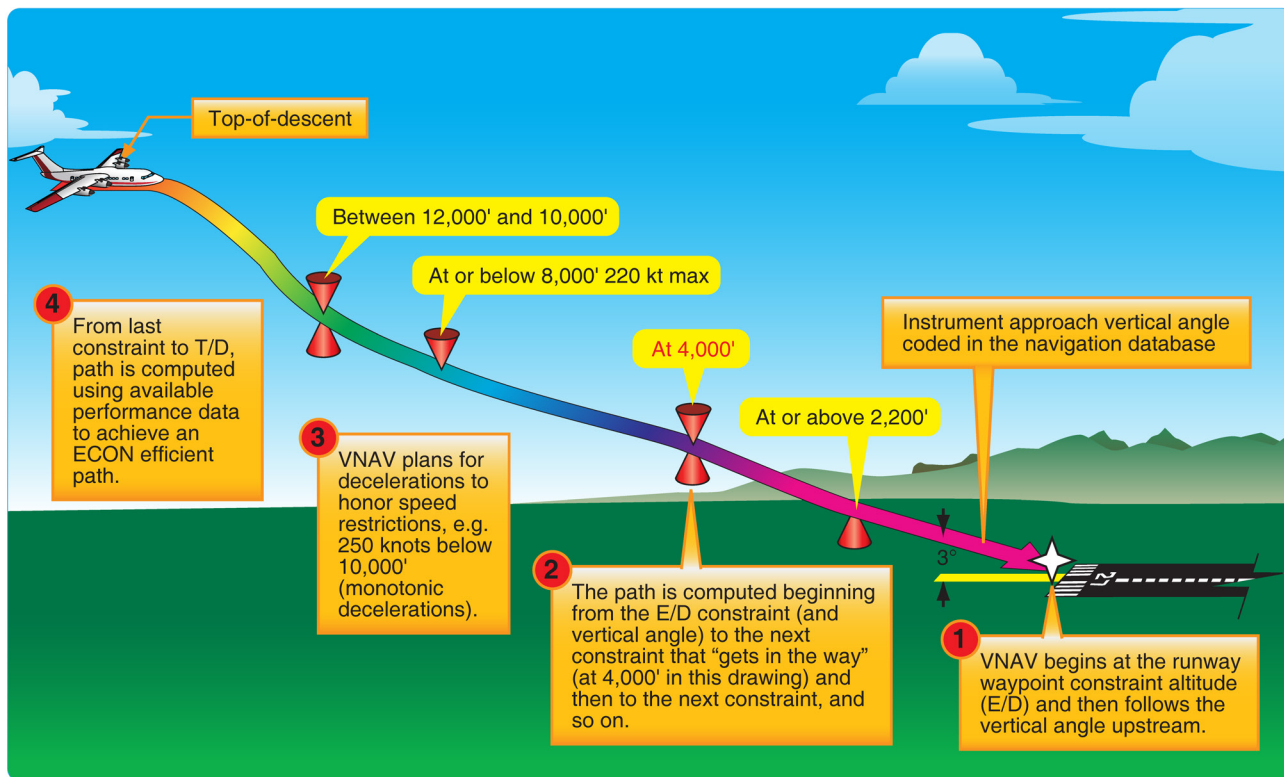 Top-of-descent
Between 12,000' and 10,000'
At or below 8,000' 220 kt max
At 4,000'
At or above 2,200'
Instrument approach vertical angle
coded in the navigation database
4
From last
constraint to T/D,
path is computed
using available
performance data
to achieve an
ECON efficient
path.
3
VNAV plans for
decelerations to
honor speed
restrictions, e.g.
250 knots below
10,000'
(monotonic
decelerations).
2
The path is computed beginning
from the E/D constraint (and
vertical angle) to the next
constraint that “gets in the way”
(at 4,000' in this drawing) and
then to the next constraint, and
so on.
3°
1
VNAV begins at the runway
waypoint constraint altitude
(E/D) and then follows the
vertical angle upstream.